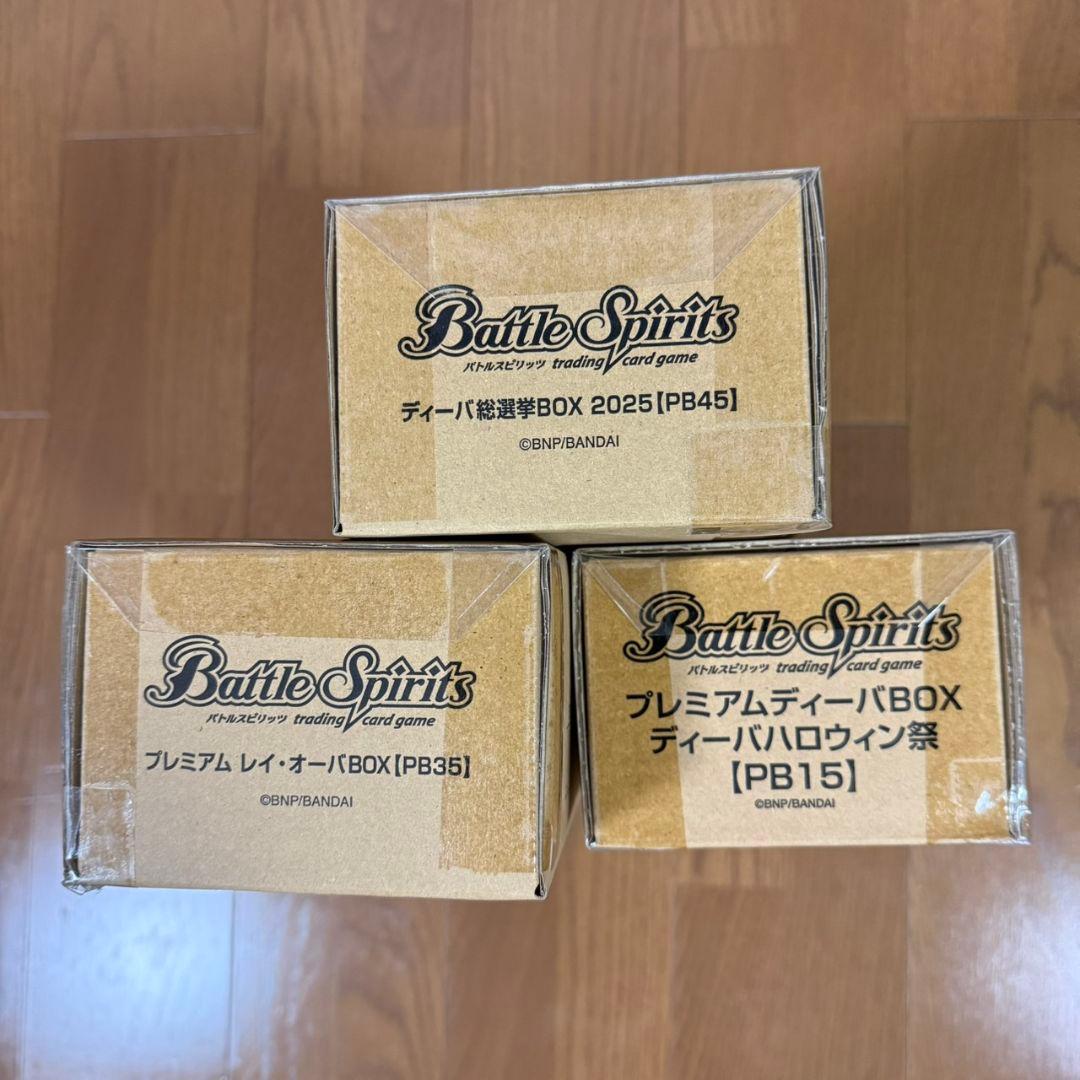 Battle Spirits
バトルスピリッツ trading card game
ディーバ総選挙BOX 2025【PB45】
©BNP/BANDAI
Battle Spirits
バトルスピリッツ trading card game
プレミアム レイ・オーバBOX【PB35】
©BNP/BANDAI
Battle Spirits
バトルスピリッツ trading card game
プレミアムディーバBOX
ディーバハロウィン祭
【PB15】
©BNP/BANDAI